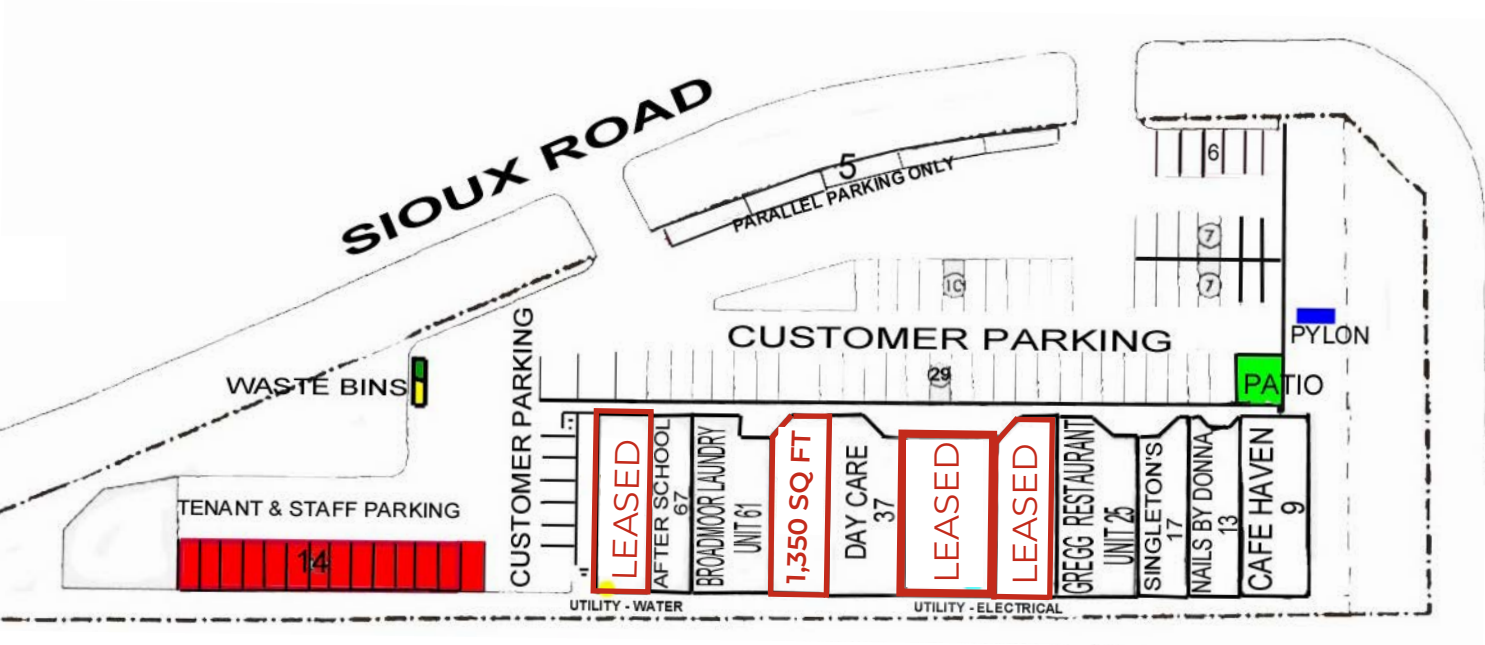 SIOUX ROAD
5
PARALLEL PARKING ONLY
6
7
7
10
CUSTOMER PARKING
PYLON
29
PATIO
WASTE BINS
CUSTOMER PARKING
TENANT & STAFF PARKING
14
LEASED
AFTER SCHOOL
67
BROADMOOR LAUNDRY
UNIT 61
1,350 SQ FT
DAY CARE
37
LEASED
LEASED
GREGG RESTAURANT
UNIT 25
SINGLETON'S
17
NAILS BY DONNA
13
CAFE HAVEN
9
UTILITY - WATER
UTILITY - ELECTRICAL